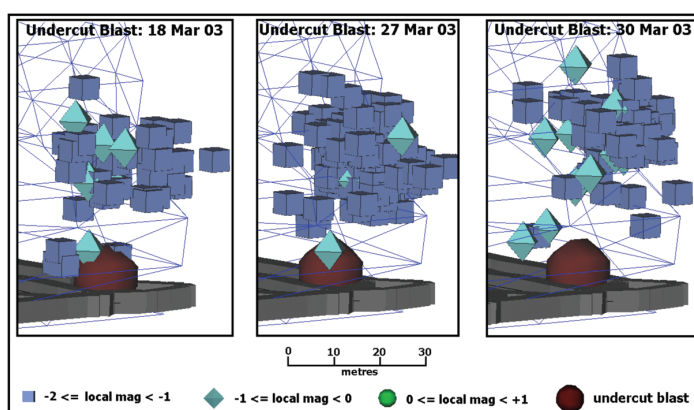 Undercut Blast: 18 Mar 03
Undercut Blast: 27 Mar 03
Undercut Blast: 30 Mar 03
0 10 20 30
metres
-2 <= local mag < -1
-1 <= local mag < 0
0 <= local mag < +1
undercut blast